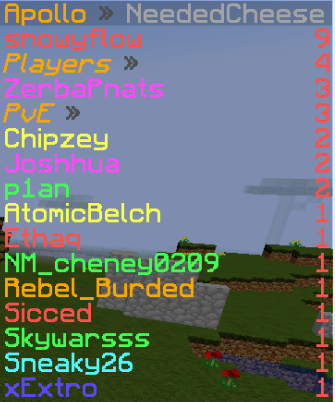 Apollo » NeededCheese
snowyflow 9
Players » 4
ZerbaPnats 3
PvE » 3
Chipzey 2
Joshhua 2
p1an 2
AtomicBelch 1
Ethaq 1
NM_cheney0209 1
Rebel_Burded 1
Sicced 1
Skywarsss 1
Sneaky26 1
xExtro 1